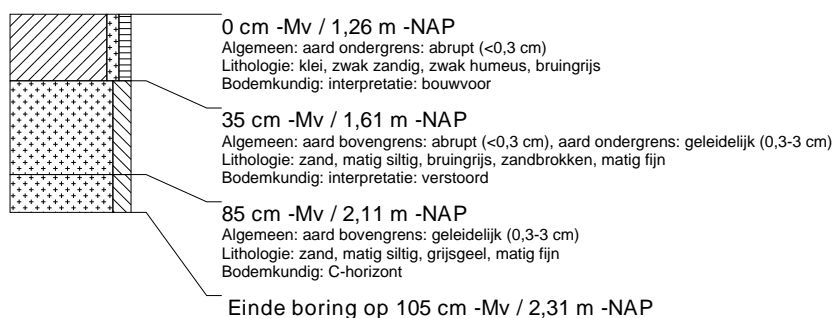 0 cm -Mv / 1,26 m -NAP
Algemeen: aard ondergrens: abrupt (<0,3 cm)
Lithologie: klei, zwak zandig, zwak humeus, bruingrijs
Bodemkundig: interpretatie: bouwvoor
35 cm -Mv / 1,61 m -NAP
Algemeen: aard bovengrens: abrupt (<0,3 cm), aard ondergrens: geleidelijk (0,3-3 cm)
Lithologie: zand, matig siltig, bruingrijs, zandbrokken, matig fijn
Bodemkundig: interpretatie: verstoord
85 cm -Mv / 2,11 m -NAP
Algemeen: aard bovengrens: geleidelijk (0,3-3 cm)
Lithologie: zand, matig siltig, grijsgeel, matig fijn
Bodemkundig: C-horizont
Einde boring op 105 cm -Mv / 2,31 m -NAP